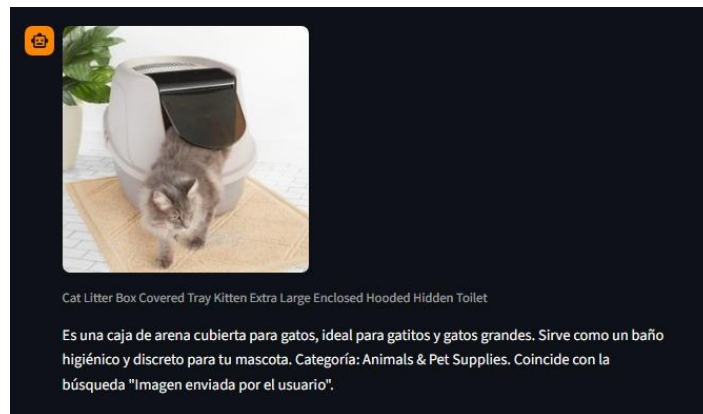 Cat Litter Box Covered Tray Kitten Extra Large Enclosed Hooded Hidden Toilet
Es una caja de arena cubierta para gatos, ideal para gatitos y gatos grandes. Sirve como un baño
higiénico y discreto para tu mascota. Categoría: Animals & Pet Supplies. Coincide con la
búsqueda "Imagen enviada por el usuario".